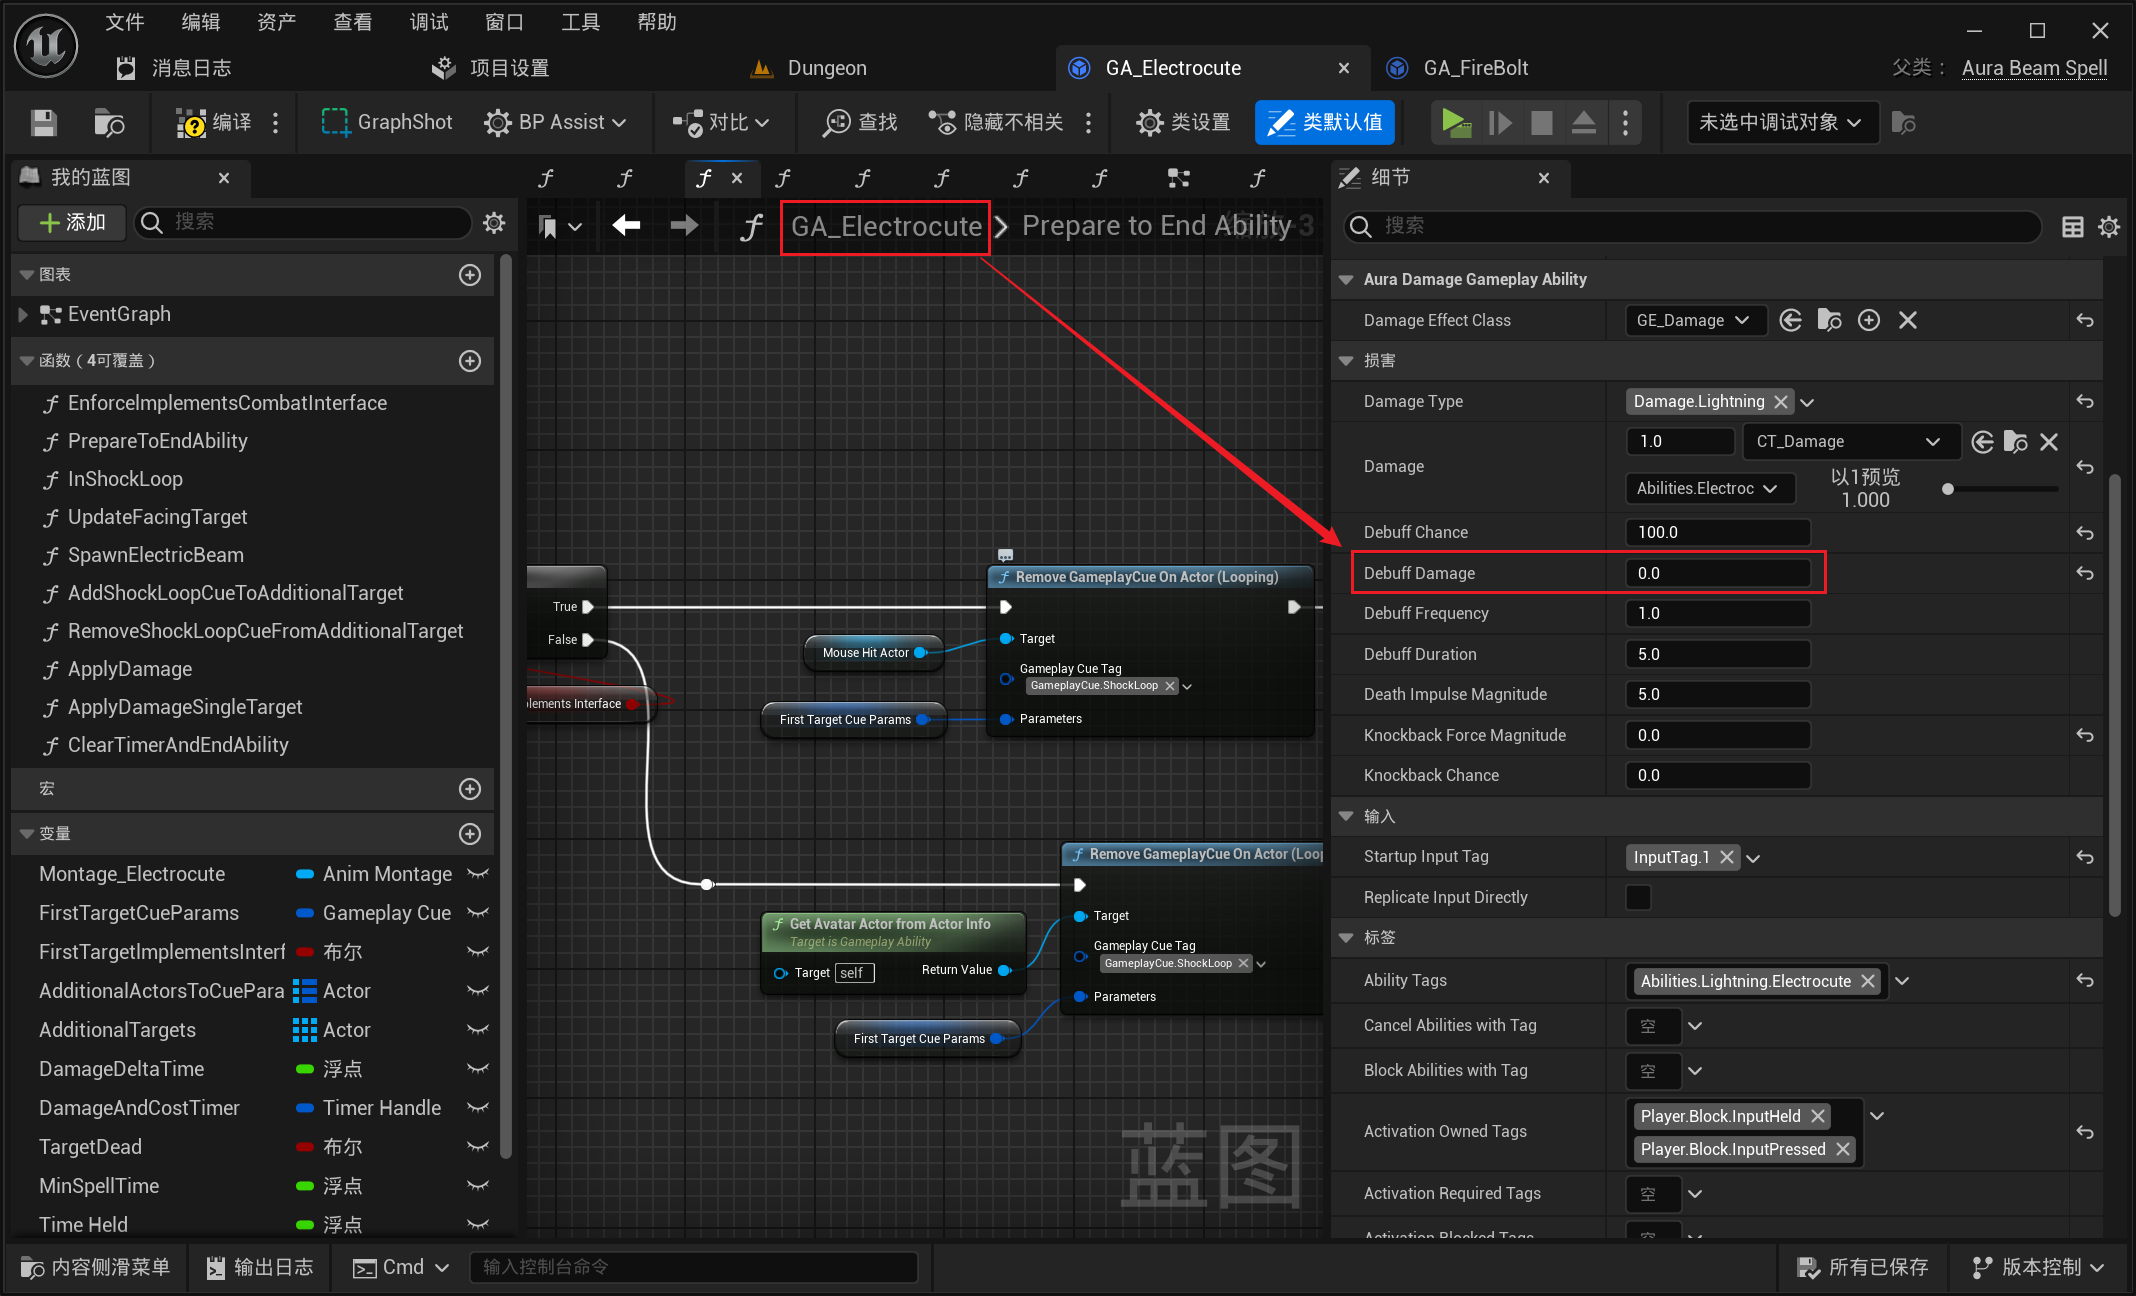 文件 编辑 资产 查看 调试 窗口 工具 帮助
消息日志 项目设置 Dungeon GA_Electrocute GA_FireBolt 父类： Aura Beam Spell
编译 GraphShot BP Assist 对比 查找 隐藏不相关 类设置 类默认值 未选中调试对象
我的蓝图
添加 搜索
图表
EventGraph
函数（4可覆盖）
EnforceImplementsCombatInterface
PrepareToEndAbility
InShockLoop
UpdateFacingTarget
SpawnElectricBeam
AddShockLoopCueToAdditionalTarget
RemoveShockLoopCueFromAdditionalTarget
ApplyDamage
ApplyDamageSingleTarget
ClearTimerAndEndAbility
宏
变量
Montage_Electrocute Anim Montage
FirstTargetCueParams Gameplay Cue
FirstTargetImplementsInterf 布尔
AdditionalActorsToCuePara Actor
AdditionalTargets Actor
DamageDeltaTime 浮点
DamageAndCostTimer Timer Handle
TargetDead 布尔
MinSpellTime 浮点
Time Held 浮点
GA_Electrocute Prepare to End Ability
True
False
lements Interface
Mouse Hit Actor
First Target Cue Params
Remove GameplayCue On Actor (Looping)
Target
Gameplay Cue Tag
GameplayCue.ShockLoop
Parameters
Remove GameplayCue On Actor (Loop
Target
Gameplay Cue Tag
GameplayCue.ShockLoop
Parameters
Get Avatar Actor from Actor Info
Target is Gameplay Ability
Target self Return Value
First Target Cue Params
蓝图
细节
搜索
Aura Damage Gameplay Ability
Damage Effect Class GE_Damage
损害
Damage Type Damage.Lightning
Damage 1.0 CT_Damage
Abilities.Electroc 以1预览
1.000
Debuff Chance 100.0
Debuff Damage 0.0
Debuff Frequency 1.0
Debuff Duration 5.0
Death Impulse Magnitude 5.0
Knockback Force Magnitude 0.0
Knockback Chance 0.0
输入
Startup Input Tag InputTag.1
Replicate Input Directly
标签
Ability Tags Abilities.Lightning.Electrocute
Cancel Abilities with Tag 空
Block Abilities with Tag 空
Activation Owned Tags Player.Block.InputHeld
Player.Block.InputPressed
Activation Required Tags 空
Activation Blocked Tags 空
内容侧滑菜单 输出日志 Cmd 输入控制台命令 所有已保存 版本控制